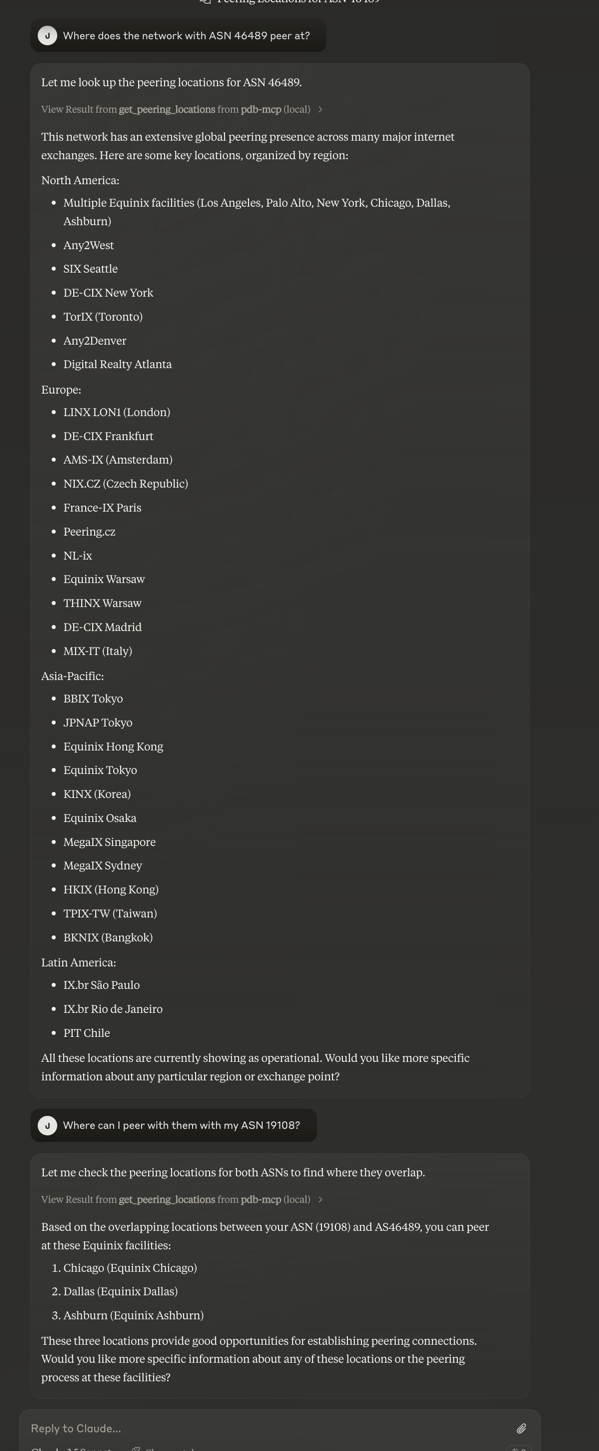 Peering Locations for ASN 46489
J Where does the network with ASN 46489 peer at?
Let me look up the peering locations for ASN 46489.
View Result from get_peering_locations from pdb-mcp (local)
This network has an extensive global peering presence across many major internet
exchanges. Here are some key locations, organized by region:
North America:
• Multiple Equinix facilities (Los Angeles, Palo Alto, New York, Chicago, Dallas,
Ashburn)
• Any2West
• SIX Seattle
• DE-CIX New York
• TorIX (Toronto)
• Any2Denver
• Digital Realty Atlanta
Europe:
• LINX LON1 (London)
• DE-CIX Frankfurt
• AMS-IX (Amsterdam)
• NIX.CZ (Czech Republic)
• France-IX Paris
• Peering.cz
• NL-ix
• Equinix Warsaw
• THINX Warsaw
• DE-CIX Madrid
• MIX-IT (Italy)
Asia-Pacific:
• BBIX Tokyo
• JPNAP Tokyo
• Equinix Hong Kong
• Equinix Tokyo
• KINX (Korea)
• Equinix Osaka
• MegaIX Singapore
• MegaIX Sydney
• HKIX (Hong Kong)
• TPIX-TW (Taiwan)
• BKNIX (Bangkok)
Latin America:
• IX.br São Paulo
• IX.br Rio de Janeiro
• PIT Chile
All these locations are currently showing as operational. Would you like more specific
information about any particular region or exchange point?
J Where can I peer with them with my ASN 19108?
Let me check the peering locations for both ASNs to find where they overlap.
View Result from get_peering_locations from pdb-mcp (local)
Based on the overlapping locations between your ASN (19108) and AS46489, you can peer
at these Equinix facilities:
1. Chicago (Equinix Chicago)
2. Dallas (Equinix Dallas)
3. Ashburn (Equinix Ashburn)
These three locations provide good opportunities for establishing peering connections.
Would you like more specific information about any of these locations or the peering
process at these facilities?
Reply to Claude...